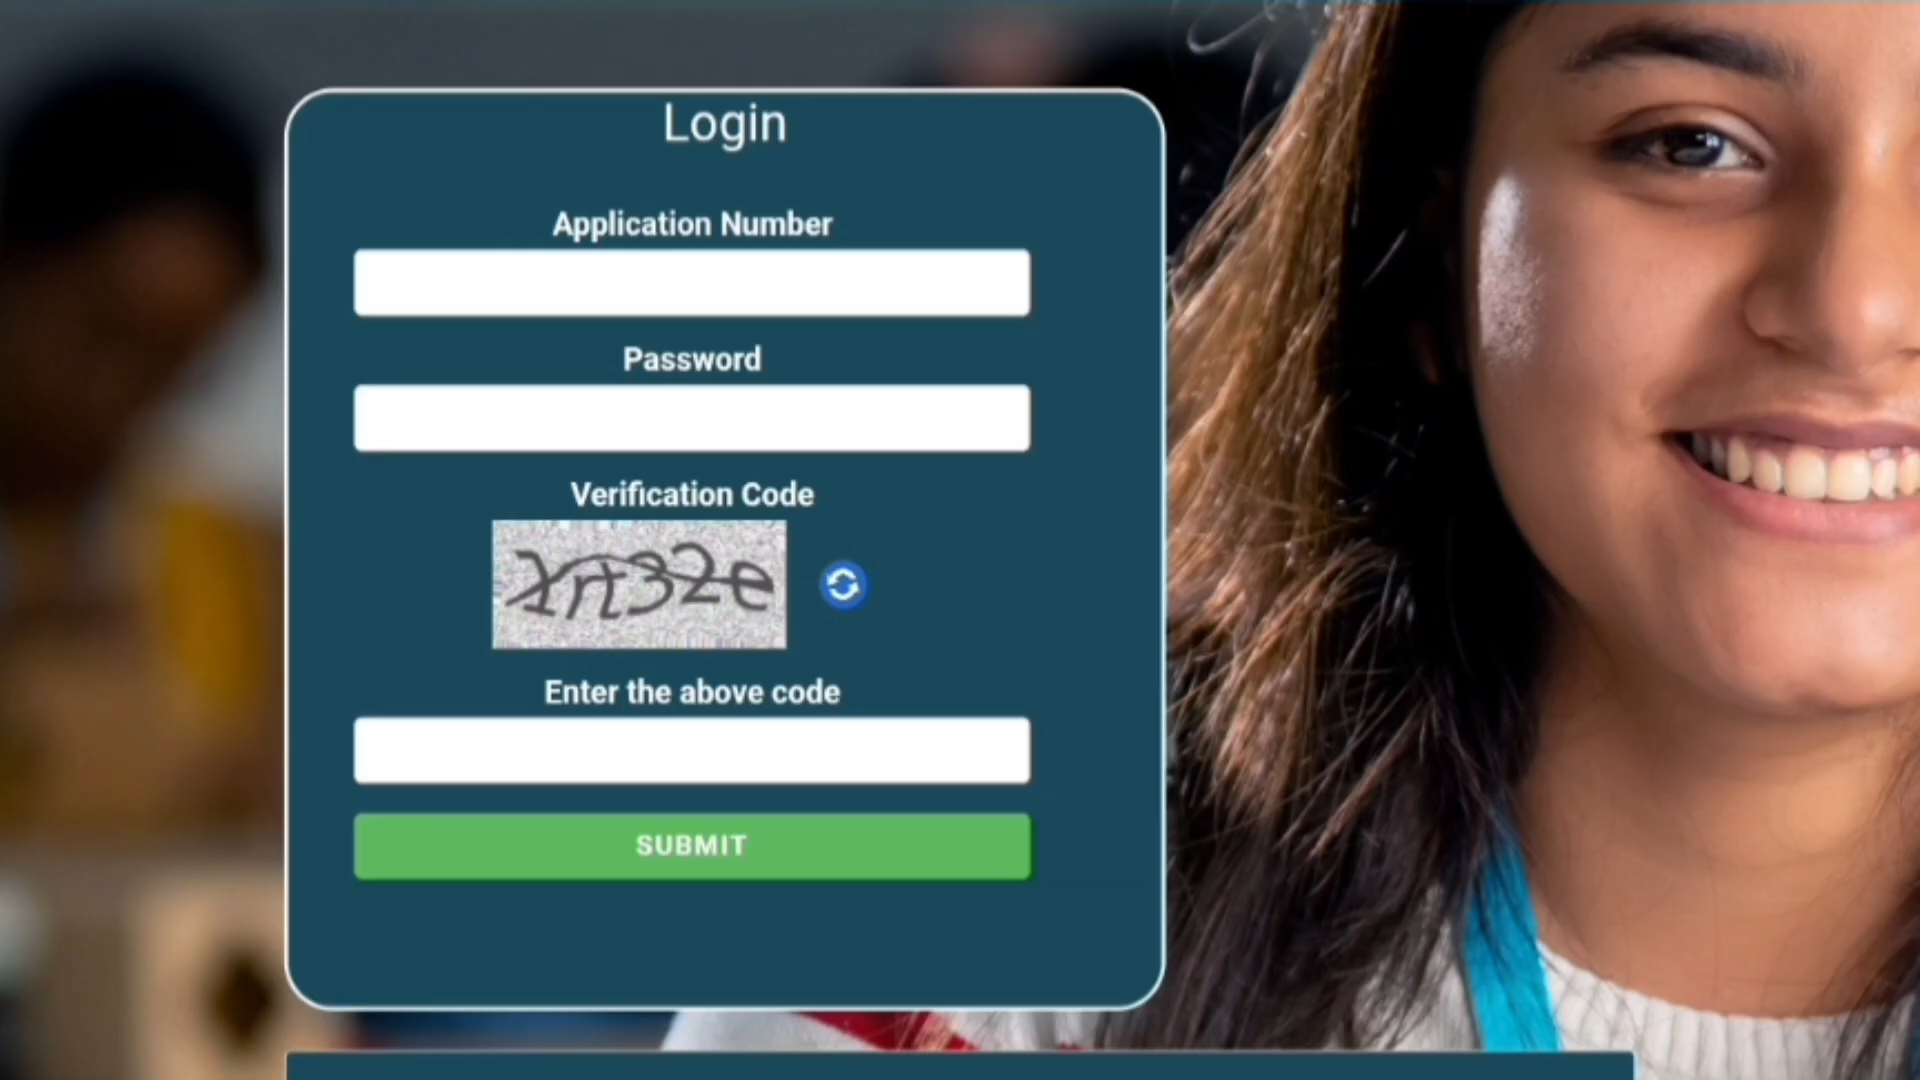 Login
Application Number
Password
Verification Code
Enter the above code
SUBMIT